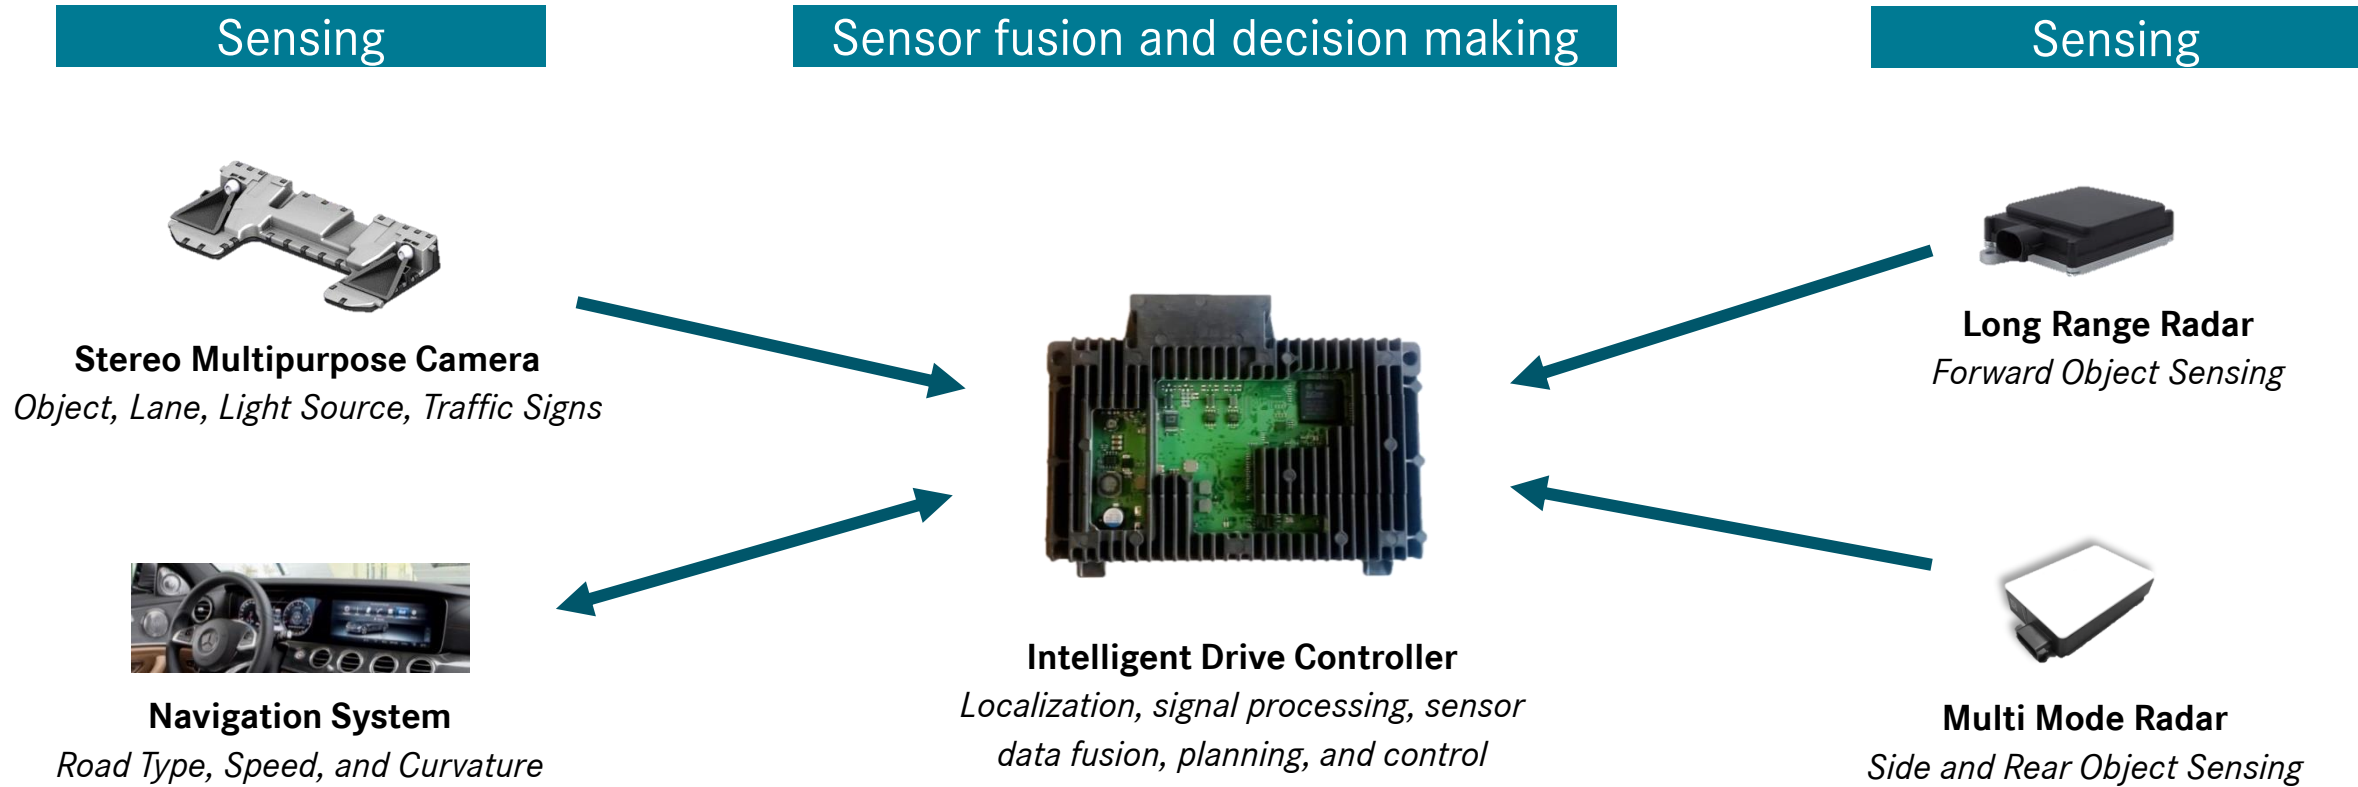 Sensing
Sensor fusion and decision making
Sensing
Stereo Multipurpose Camera
Object, Lane, Light Source, Traffic Signs
Long Range Radar
Forward Object Sensing
Navigation System
Road Type, Speed, and Curvature
Intelligent Drive Controller
Localization, signal processing, sensor
data fusion, planning, and control
Multi Mode Radar
Side and Rear Object Sensing